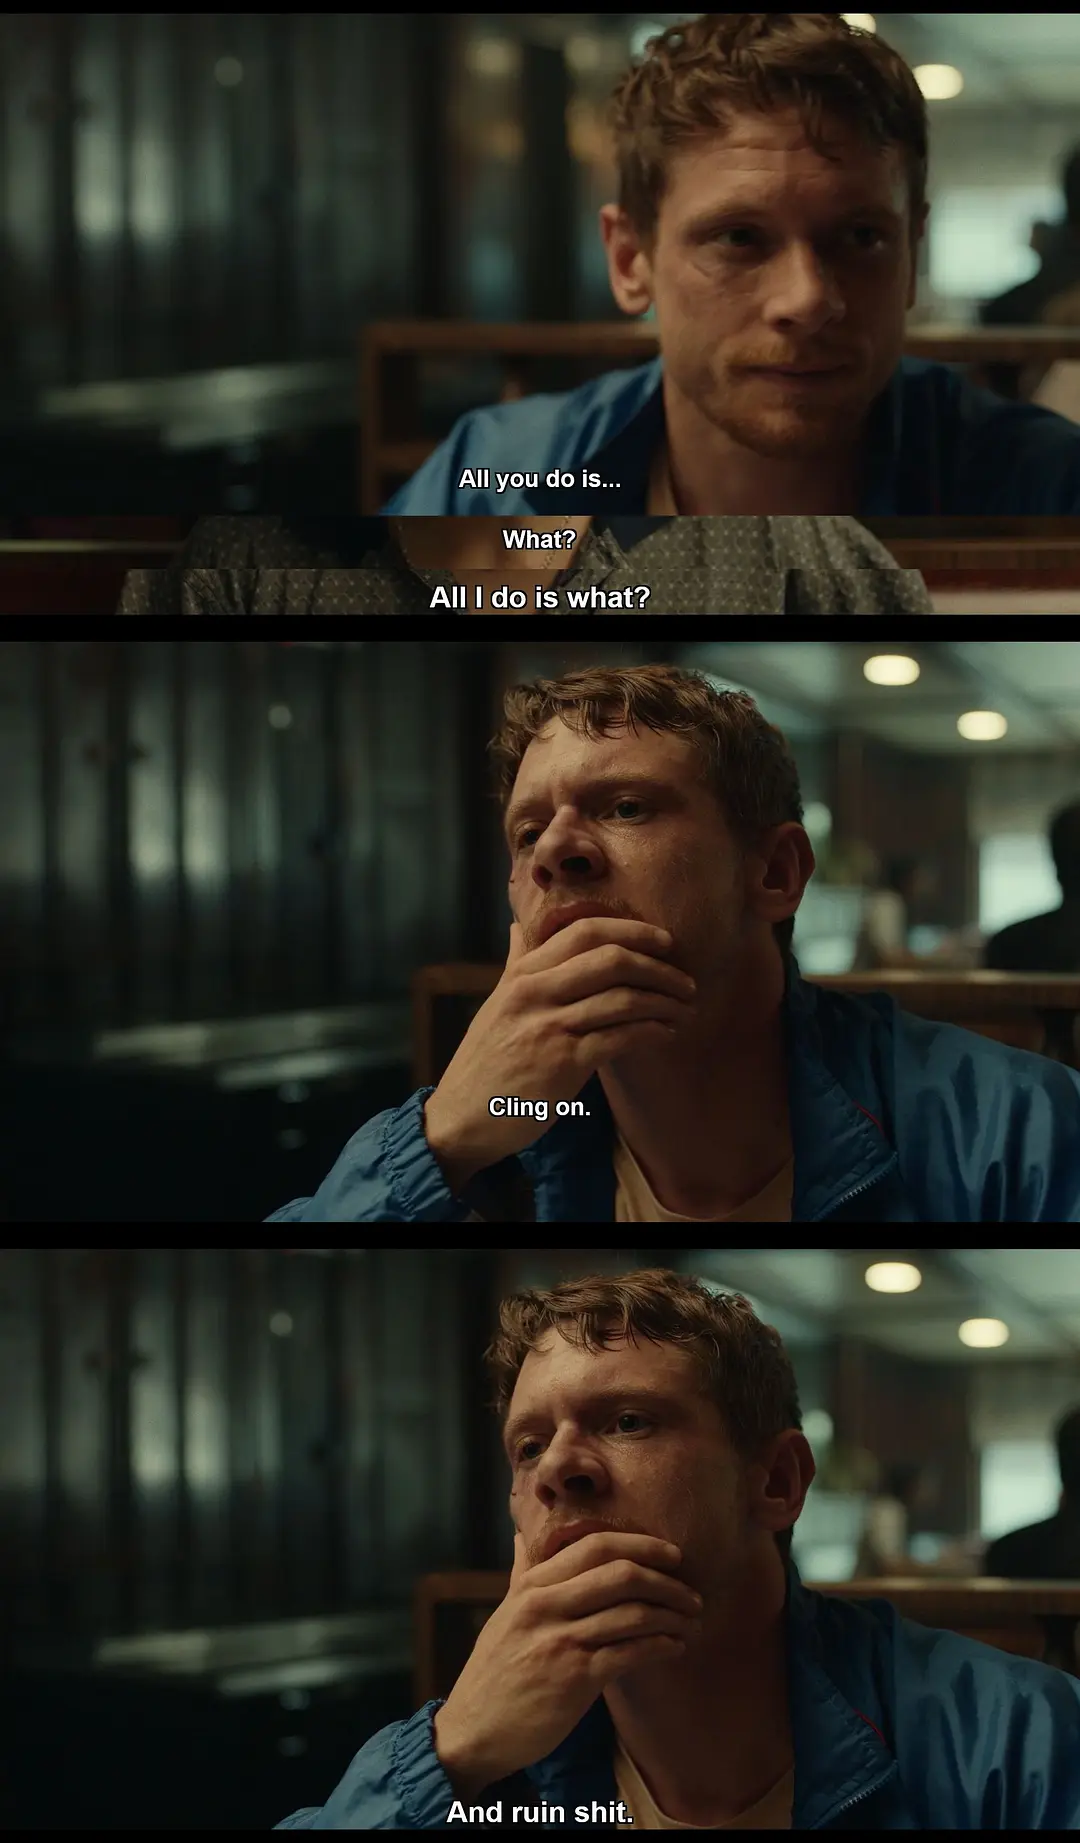 All you do is...
What?
All I do is what?
Cling on.
And ruin shit.